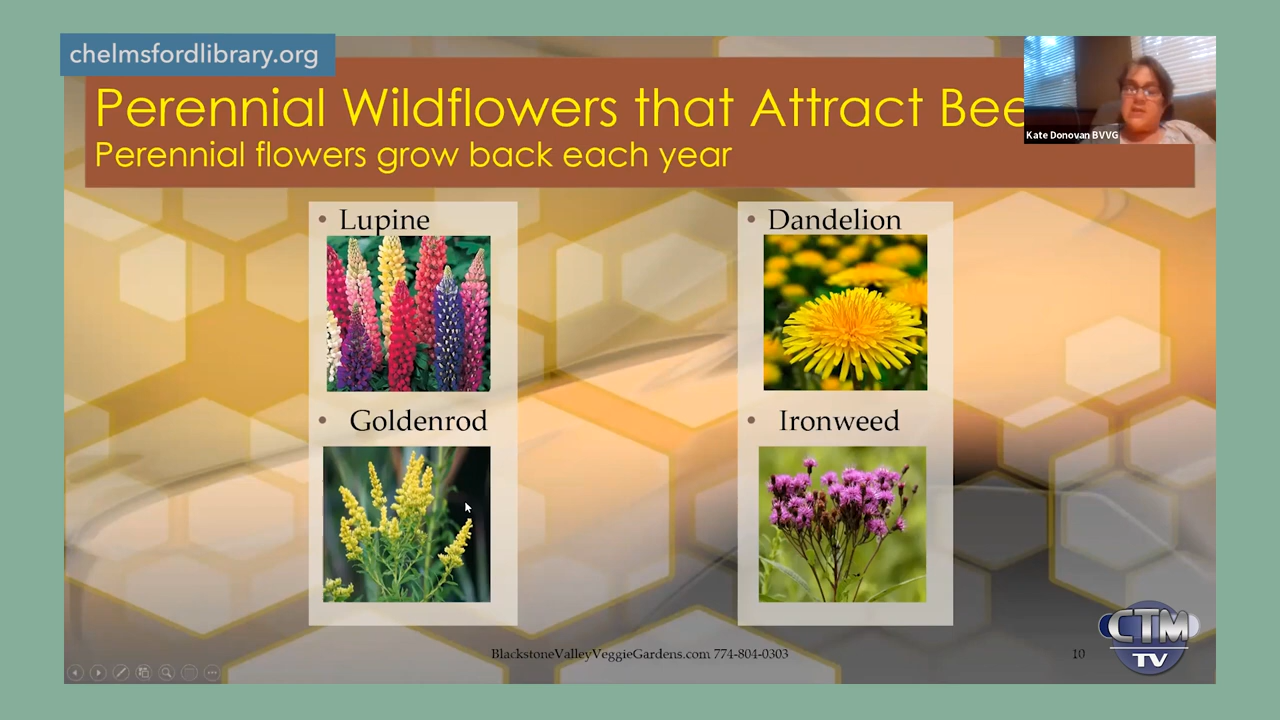 chelmsfordlibrary.org
Perennial Wildflowers that Attract Bee
Perennial flowers grow back each year
Kate Donovan BVVG
• Lupine
• Dandelion
• Goldenrod
• Ironweed
BlackstoneValleyVeggieGardens.com 774-804-0303
10
CTM
TV